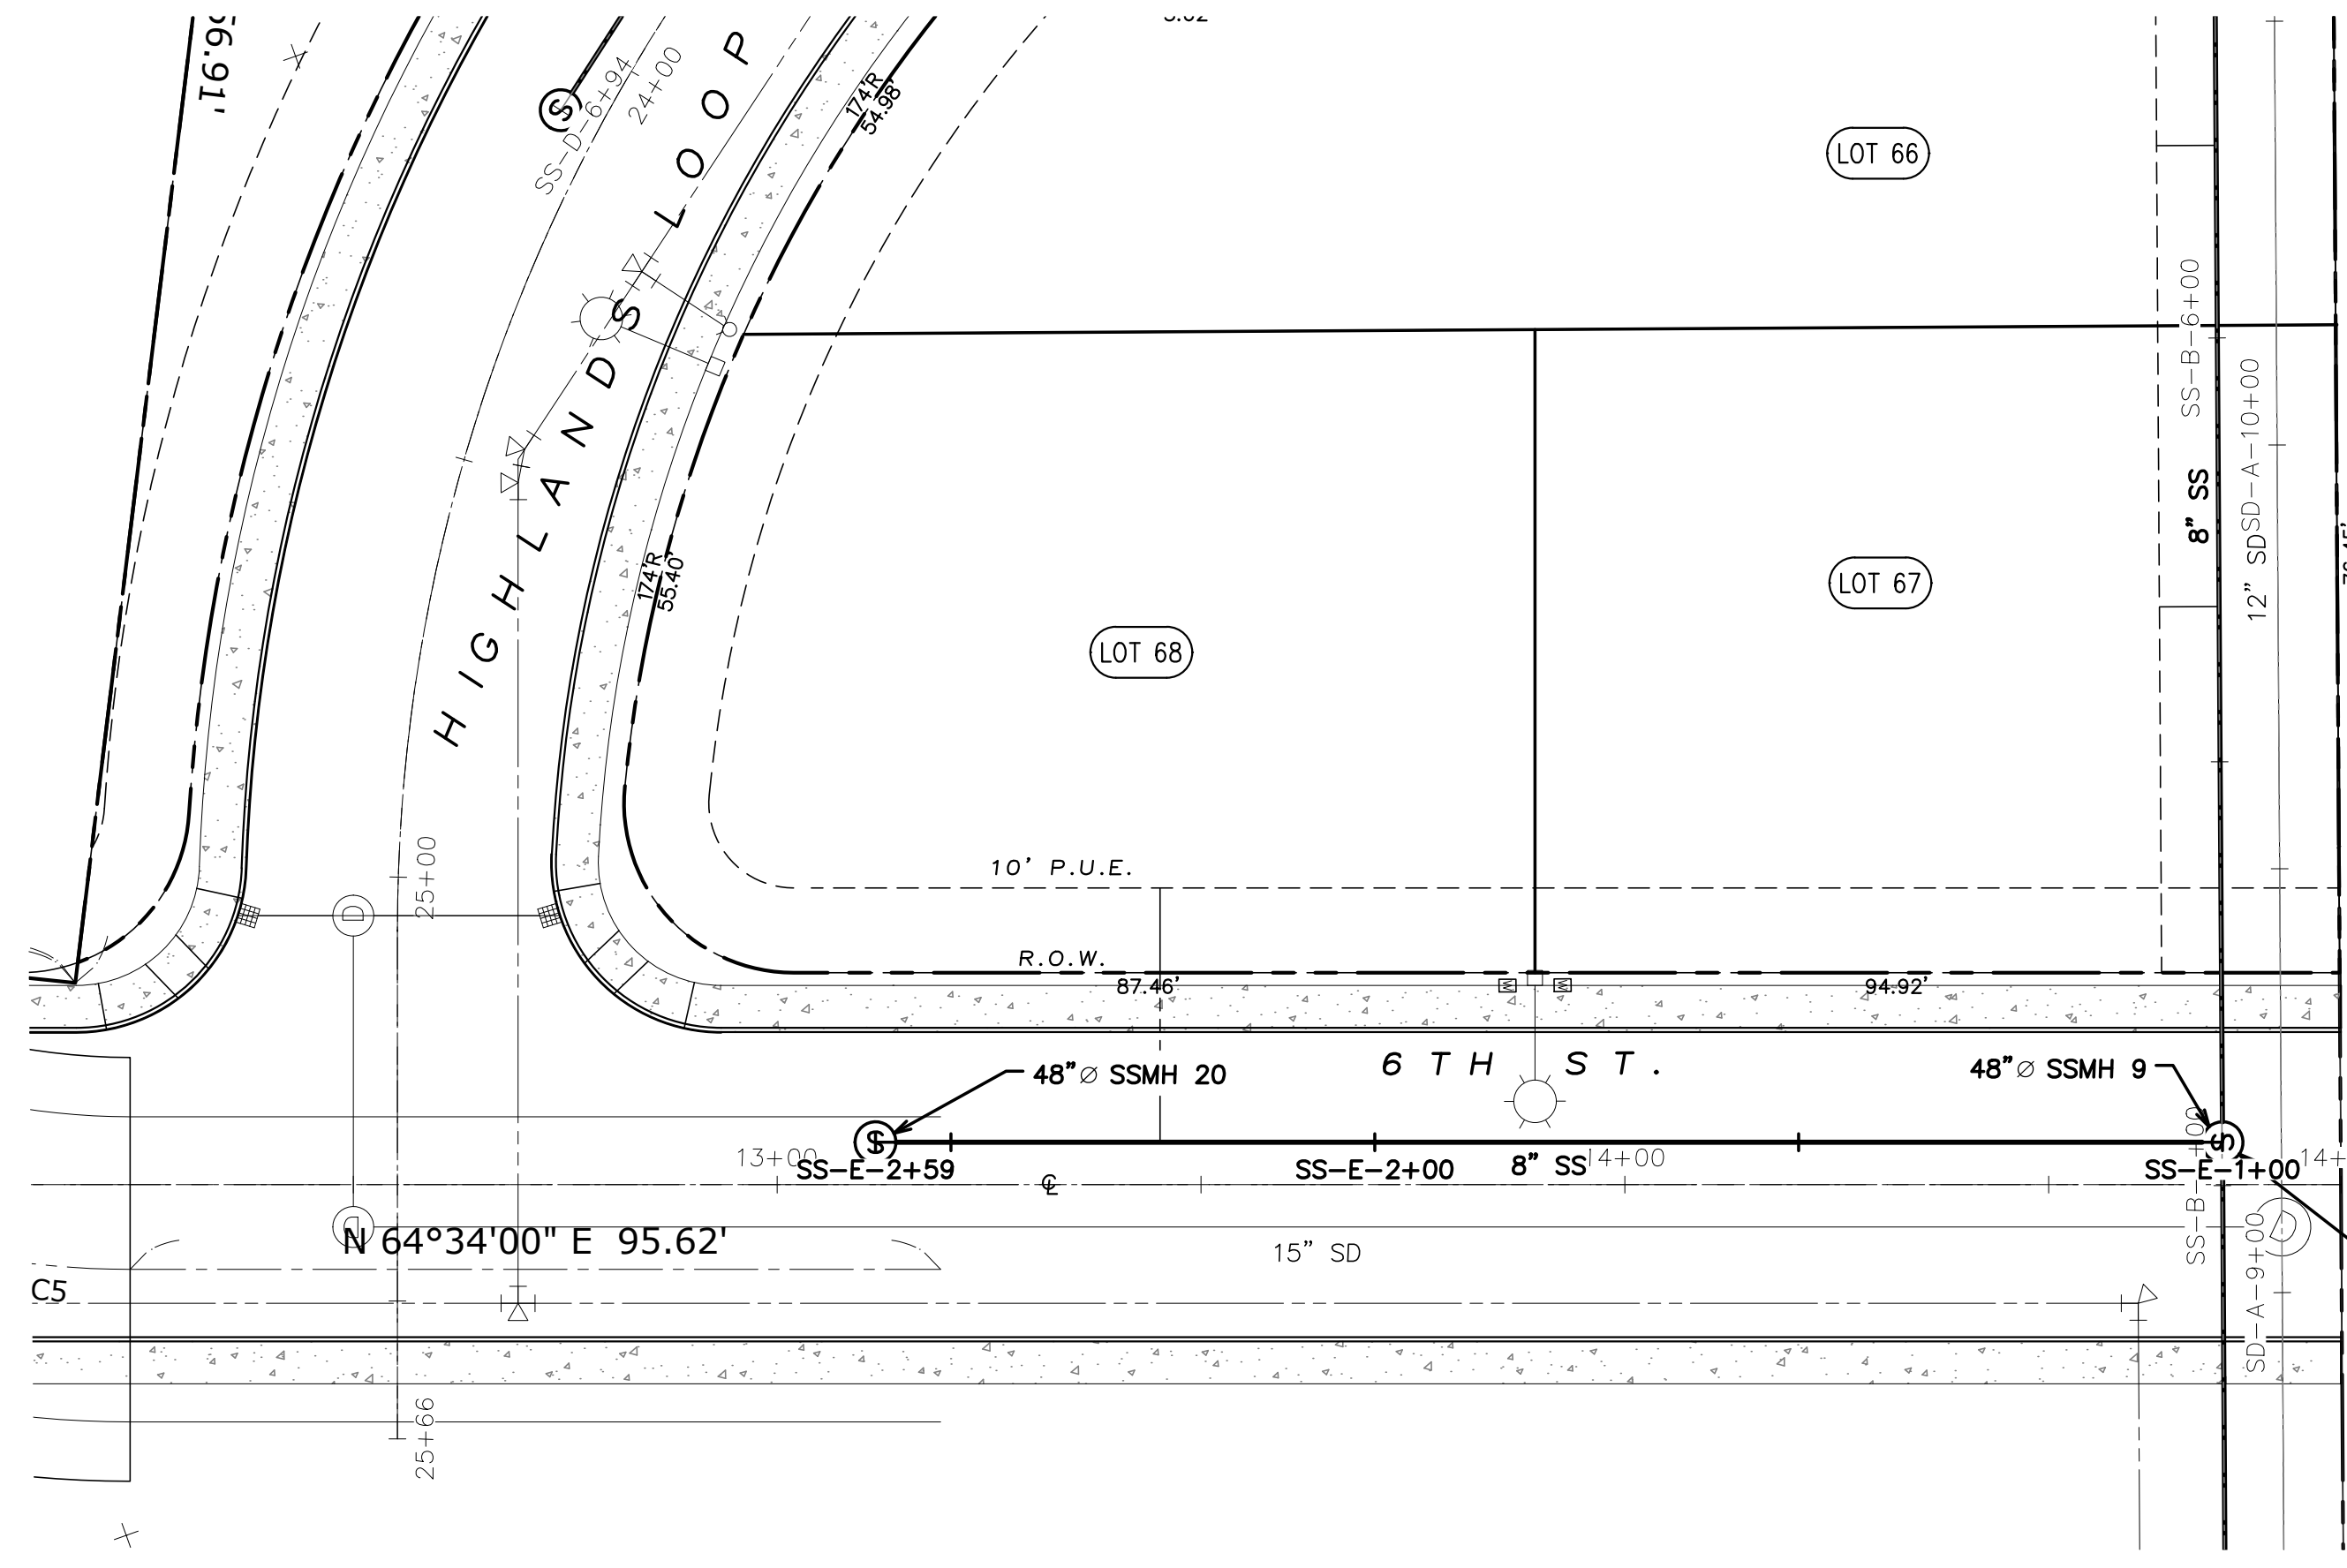 56.91'
SS-D-6+94
24+00
HIGHLANDS LOOP
174'R
54.98'
LOT 66
S
SS-B-6+00
8" SS
12" SD
SD-A-10+00
174'R
55.40'
LOT 67
LOT 68
25+00
D
10' P.U.E.
R.O.W.
87.46'
94.92'
W
W
6TH ST.
48"∅ SSMH 20
48"∅ SSMH 9
S
S
13+00
SS-E-2+59
SS-E-2+00
8" SS
14+00
SS-E-1+00
SS-B-
℄
D
D
N 64°34'00" E 95.62'
15" SD
SD-A-9+00
C5
25+66